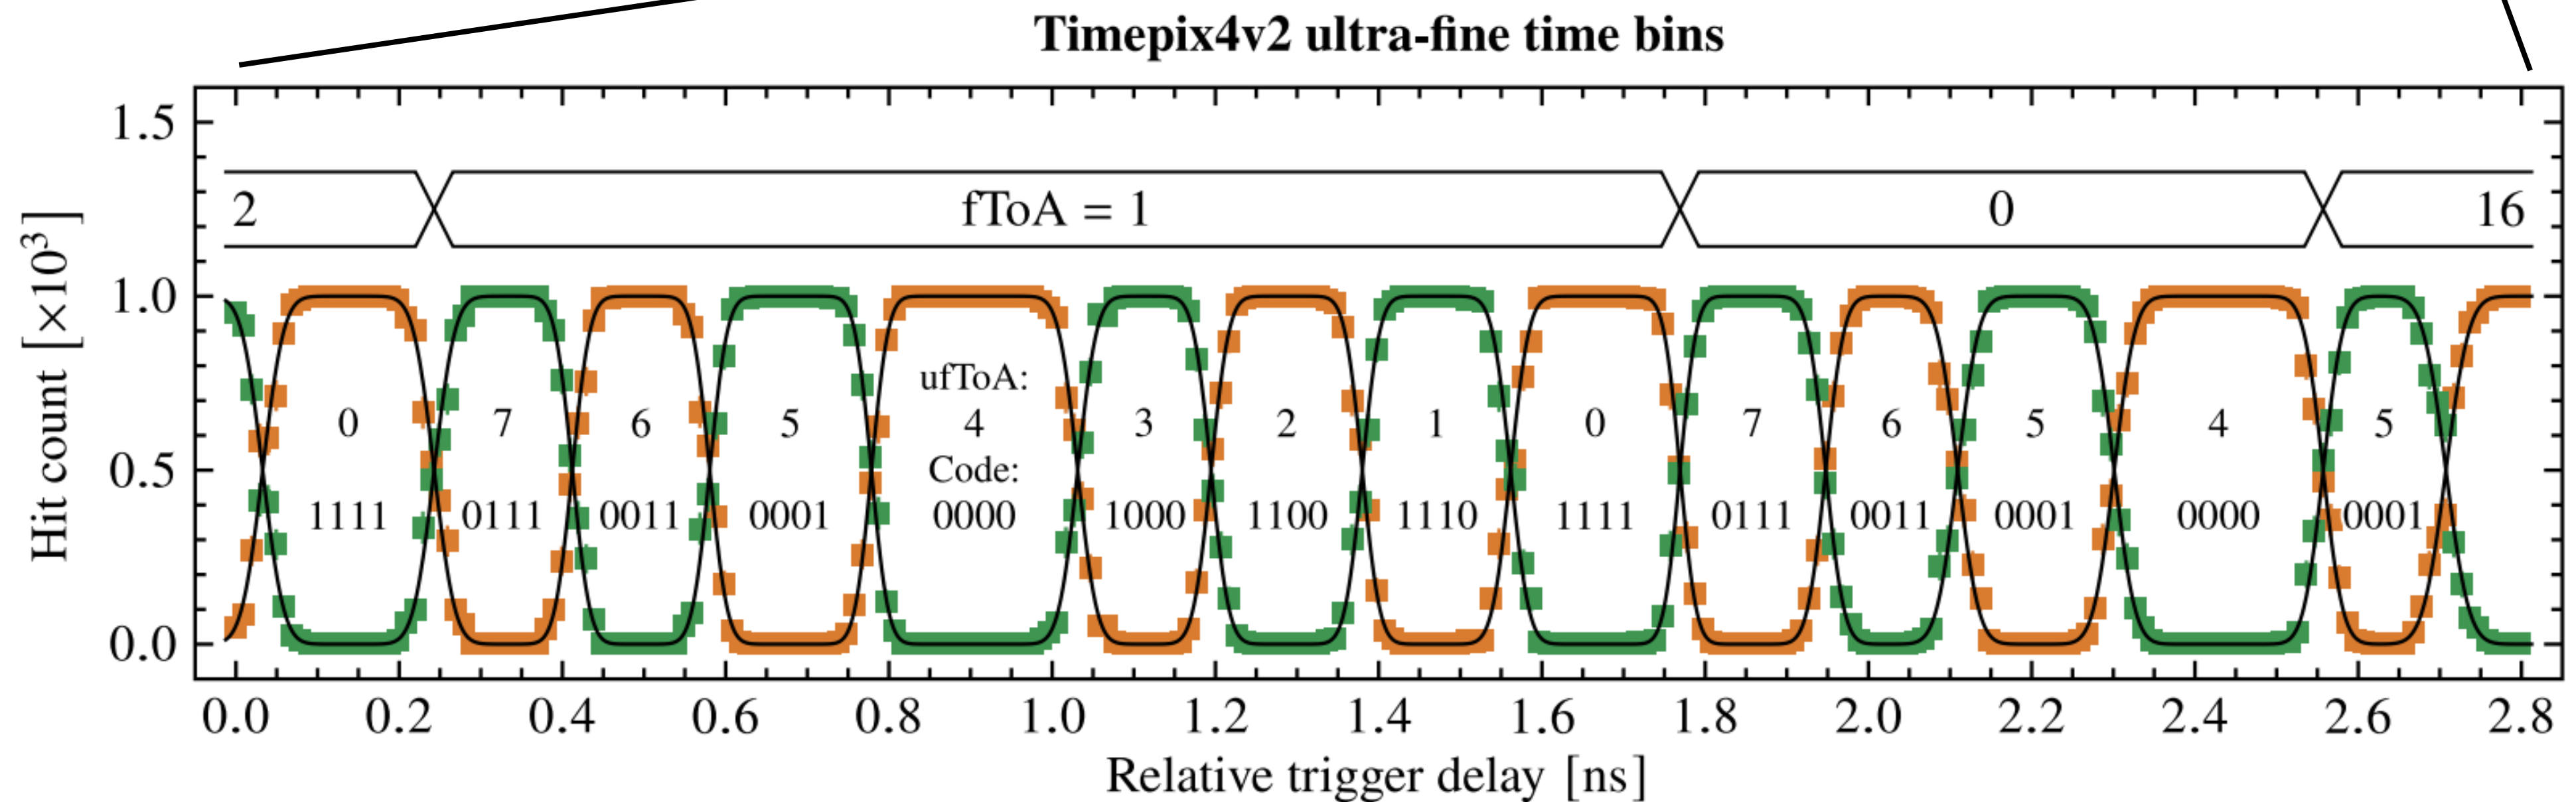 Timepix4v2 ultra-fine time bins
1.5
2 fToA = 1 0 16
1.0
ufToA:
0 7 6 5 4 3 2 1 0 7 6 5 4 5
Code:
0.5
1111 0111 0011 0001 0000 1000 1100 1110 1111 0111 0011 0001 0000 0001
0.0
Hit count [×10³]
0.0 0.2 0.4 0.6 0.8 1.0 1.2 1.4 1.6 1.8 2.0 2.2 2.4 2.6 2.8
Relative trigger delay [ns]